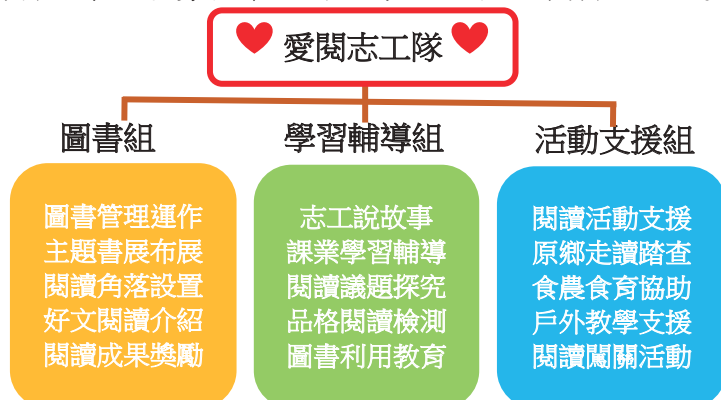 愛閱志工隊
圖書組
圖書管理運作
主題書展布展
閱讀角落設置
好文閱讀介紹
閱讀成果獎勵
學習輔導組
志工說故事
課業學習輔導
閱讀議題探究
品格閱讀檢測
圖書利用教育
活動支援組
閱讀活動支援
原鄉走讀踏查
食農食育協助
戶外教學支援
閱讀闖關活動